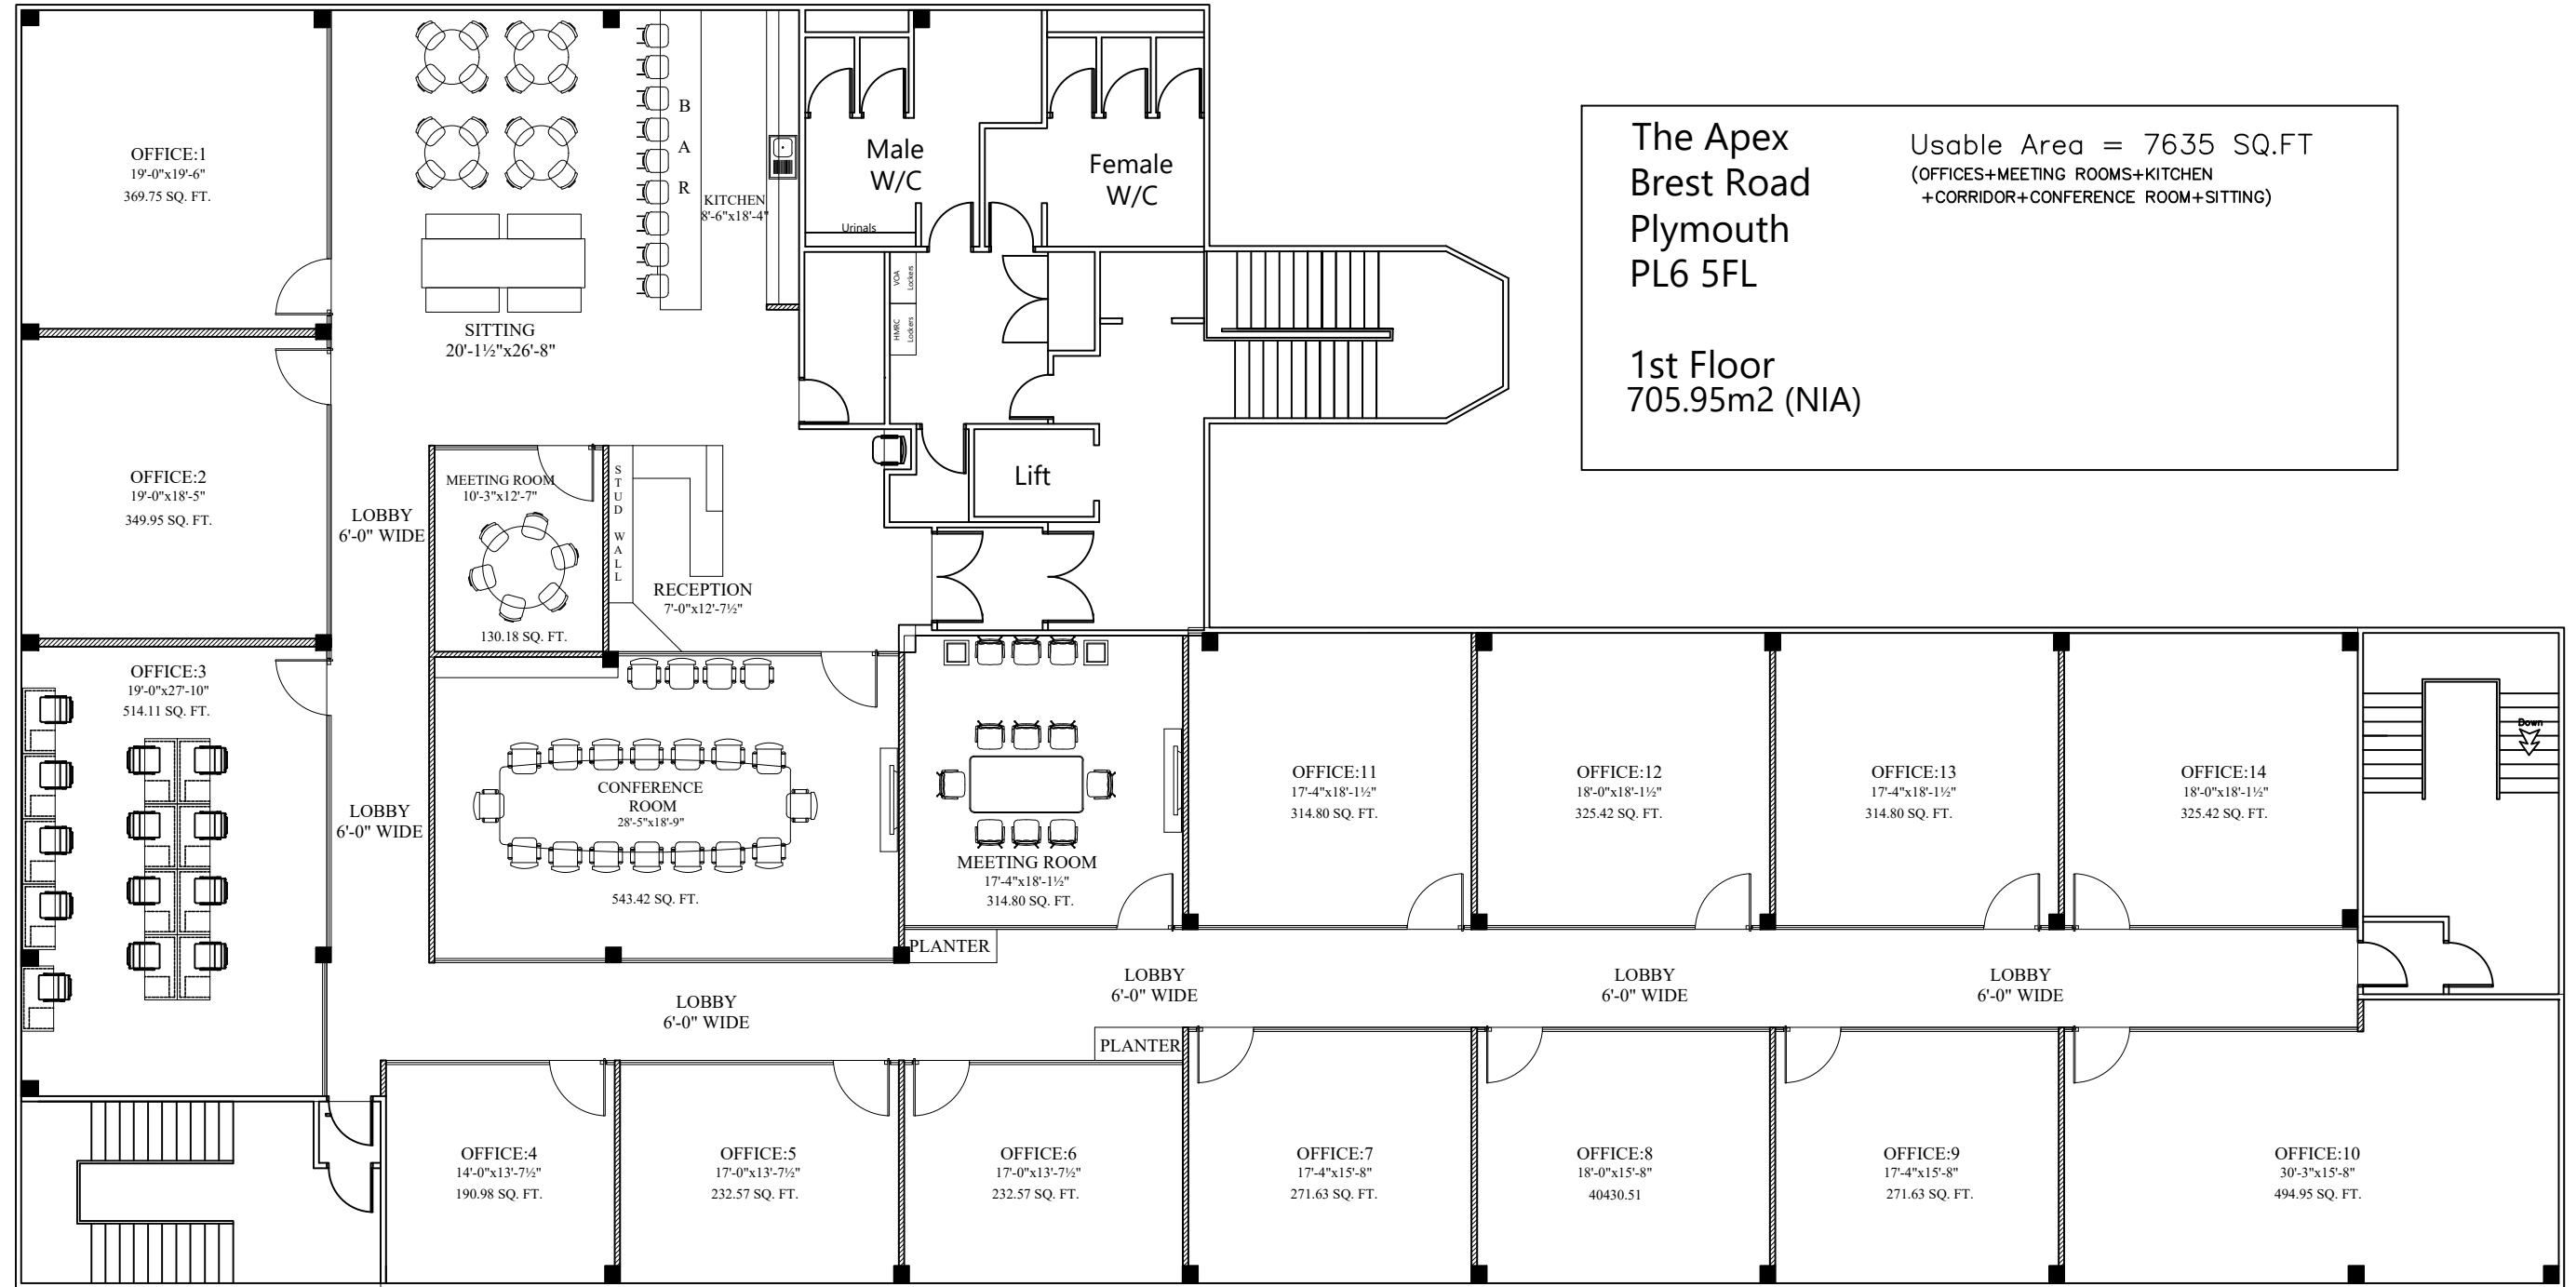 The Apex
Brest Road
Plymouth
PL6 5FL
1st Floor
705.95m2 (NIA)
Usable Area = 7635 SQ.FT
(OFFICES+MEETING ROOMS+KITCHEN
+CORRIDOR+CONFERENCE ROOM+SITTING)
OFFICE:1
19'-0"x19'-6"
369.75 SQ. FT.
SITTING
20'-1½"x26'-8"
B
A
R
KITCHEN
8'-6"x18'-4"
Male
W/C
Urinals
Female
W/C
VOA
Lockers
HMRC
Lockers
Lift
OFFICE:2
19'-0"x18'-5"
349.95 SQ. FT.
LOBBY
6'-0" WIDE
MEETING ROOM
10'-3"x12'-7"
130.18 SQ. FT.
S
T
U
D
W
A
L
L
RECEPTION
7'-0"x12'-7½"
OFFICE:3
19'-0"x27'-10"
514.11 SQ. FT.
LOBBY
6'-0" WIDE
CONFERENCE
ROOM
28'-5"x18'-9"
543.42 SQ. FT.
MEETING ROOM
17'-4"x18'-1½"
314.80 SQ. FT.
OFFICE:11
17'-4"x18'-1½"
314.80 SQ. FT.
OFFICE:12
18'-0"x18'-1½"
325.42 SQ. FT.
OFFICE:13
17'-4"x18'-1½"
314.80 SQ. FT.
OFFICE:14
18'-0"x18'-1½"
325.42 SQ. FT.
Down
PLANTER
LOBBY
6'-0" WIDE
LOBBY
6'-0" WIDE
LOBBY
6'-0" WIDE
LOBBY
6'-0" WIDE
PLANTER
OFFICE:4
14'-0"x13'-7½"
190.98 SQ. FT.
OFFICE:5
17'-0"x13'-7½"
232.57 SQ. FT.
OFFICE:6
17'-0"x13'-7½"
232.57 SQ. FT.
OFFICE:7
17'-4"x15'-8"
271.63 SQ. FT.
OFFICE:8
18'-0"x15'-8"
40430.51
OFFICE:9
17'-4"x15'-8"
271.63 SQ. FT.
OFFICE:10
30'-3"x15'-8"
494.95 SQ. FT.